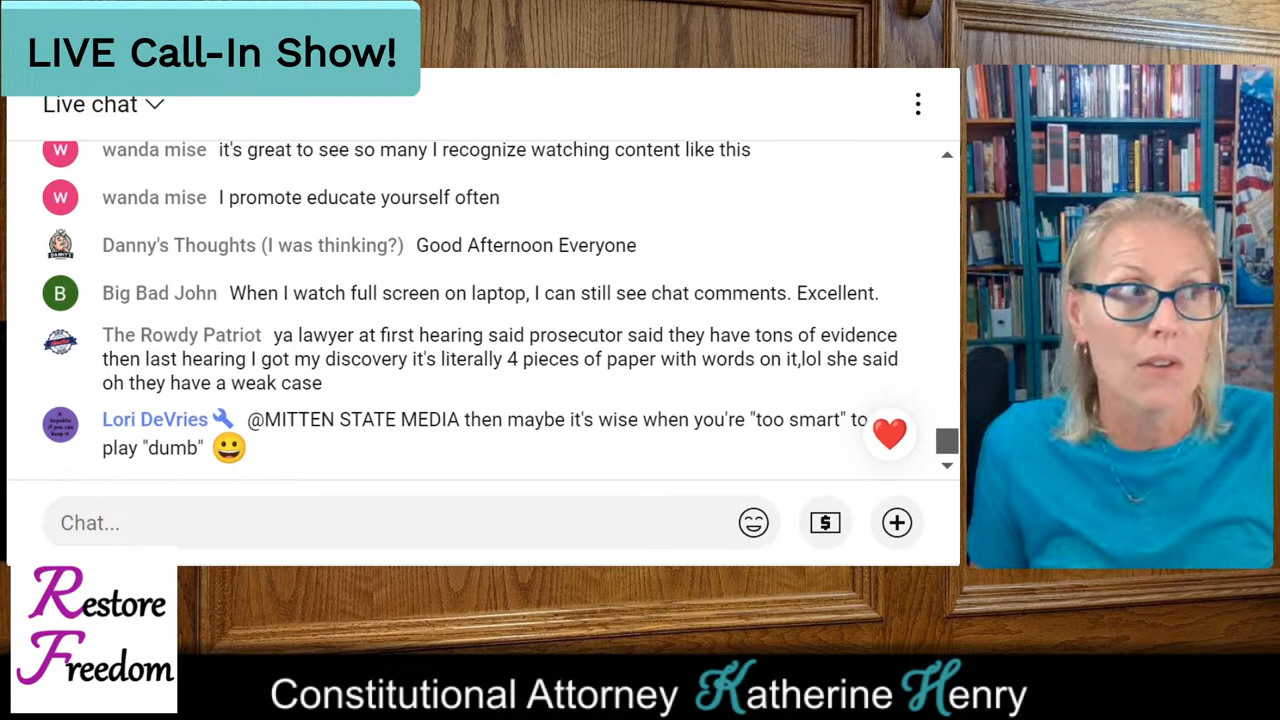 LIVE Call-In Show!
Live chat
W wanda mise it's great to see so many I recognize watching content like this
W wanda mise I promote educate yourself often
Danny's Thoughts (I was thinking?) Good Afternoon Everyone
B Big Bad John When I watch full screen on laptop, I can still see chat comments. Excellent.
The Rowdy Patriot ya lawyer at first hearing said prosecutor said they have tons of evidence
then last hearing I got my discovery it's literally 4 pieces of paper with words on it,lol she said
oh they have a weak case
Lori DeVries @MITTEN STATE MEDIA then maybe it's wise when you're "too smart" to
play "dumb" 😀
Chat...
Restore
Freedom
Constitutional Attorney Katherine Henry